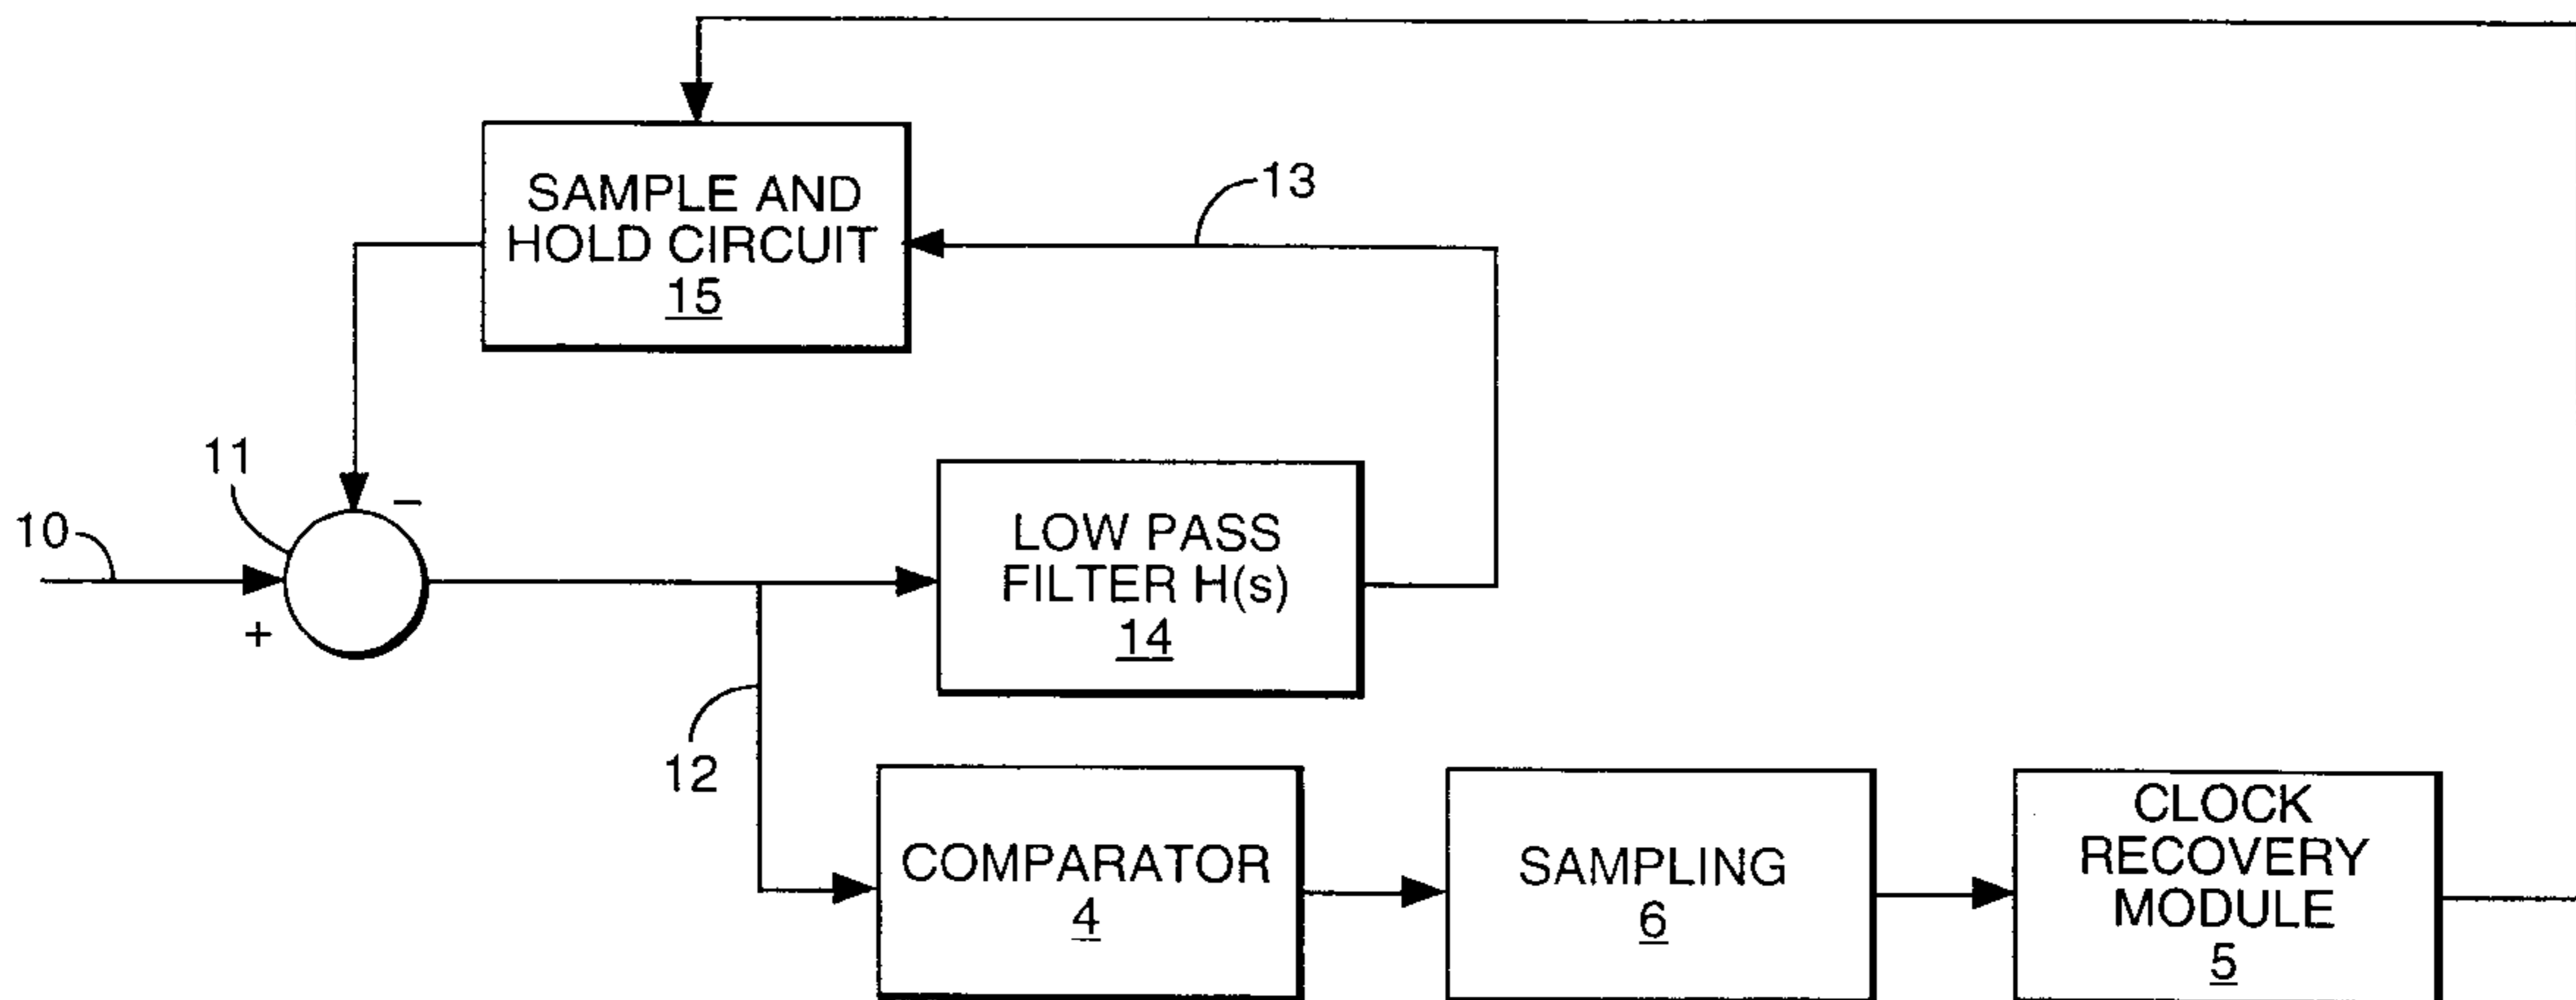 SAMPLE AND
HOLD CIRCUIT
15
13
11
10
+
−
LOW PASS
FILTER H(s)
14
12
COMPARATOR
4
SAMPLING
6
CLOCK
RECOVERY
MODULE
5